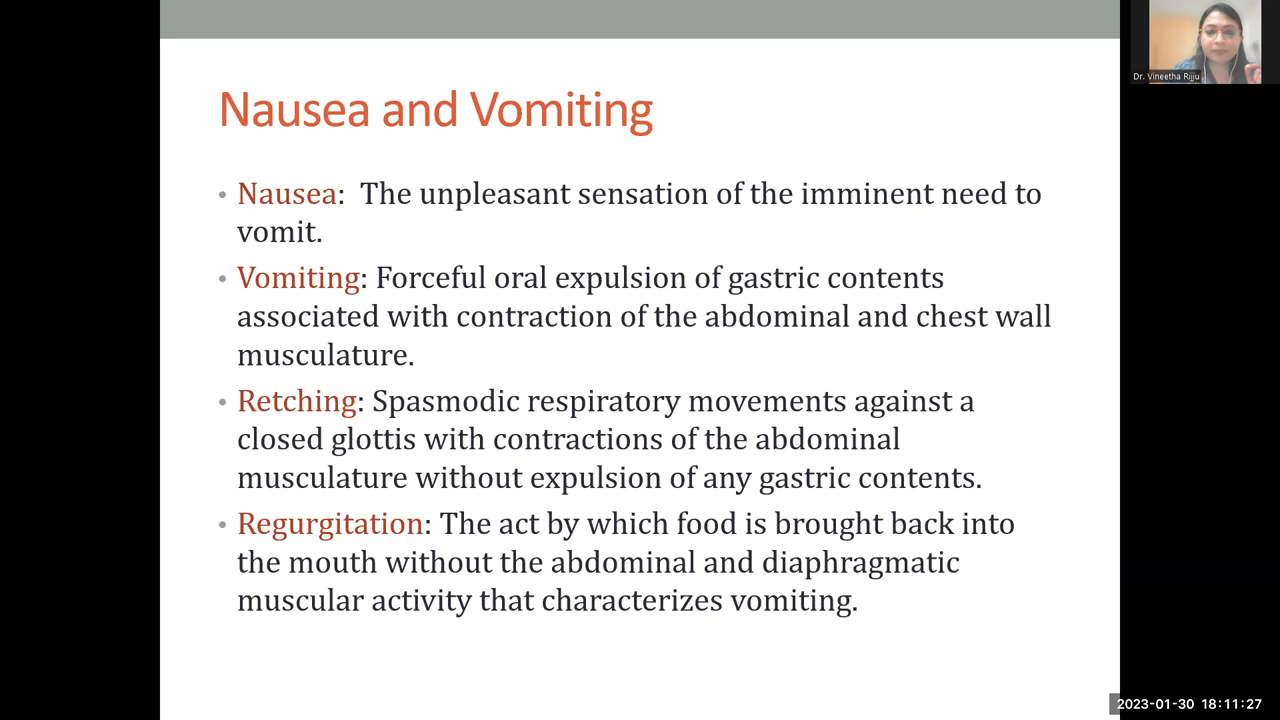 Dr. Vineetha Rijju
Nausea and Vomiting
• Nausea:  The unpleasant sensation of the imminent need to
vomit.
• Vomiting: Forceful oral expulsion of gastric contents
associated with contraction of the abdominal and chest wall
musculature.
• Retching: Spasmodic respiratory movements against a
closed glottis with contractions of the abdominal
musculature without expulsion of any gastric contents.
• Regurgitation: The act by which food is brought back into
the mouth without the abdominal and diaphragmatic
muscular activity that characterizes vomiting.
2023-01-30 18:11:27